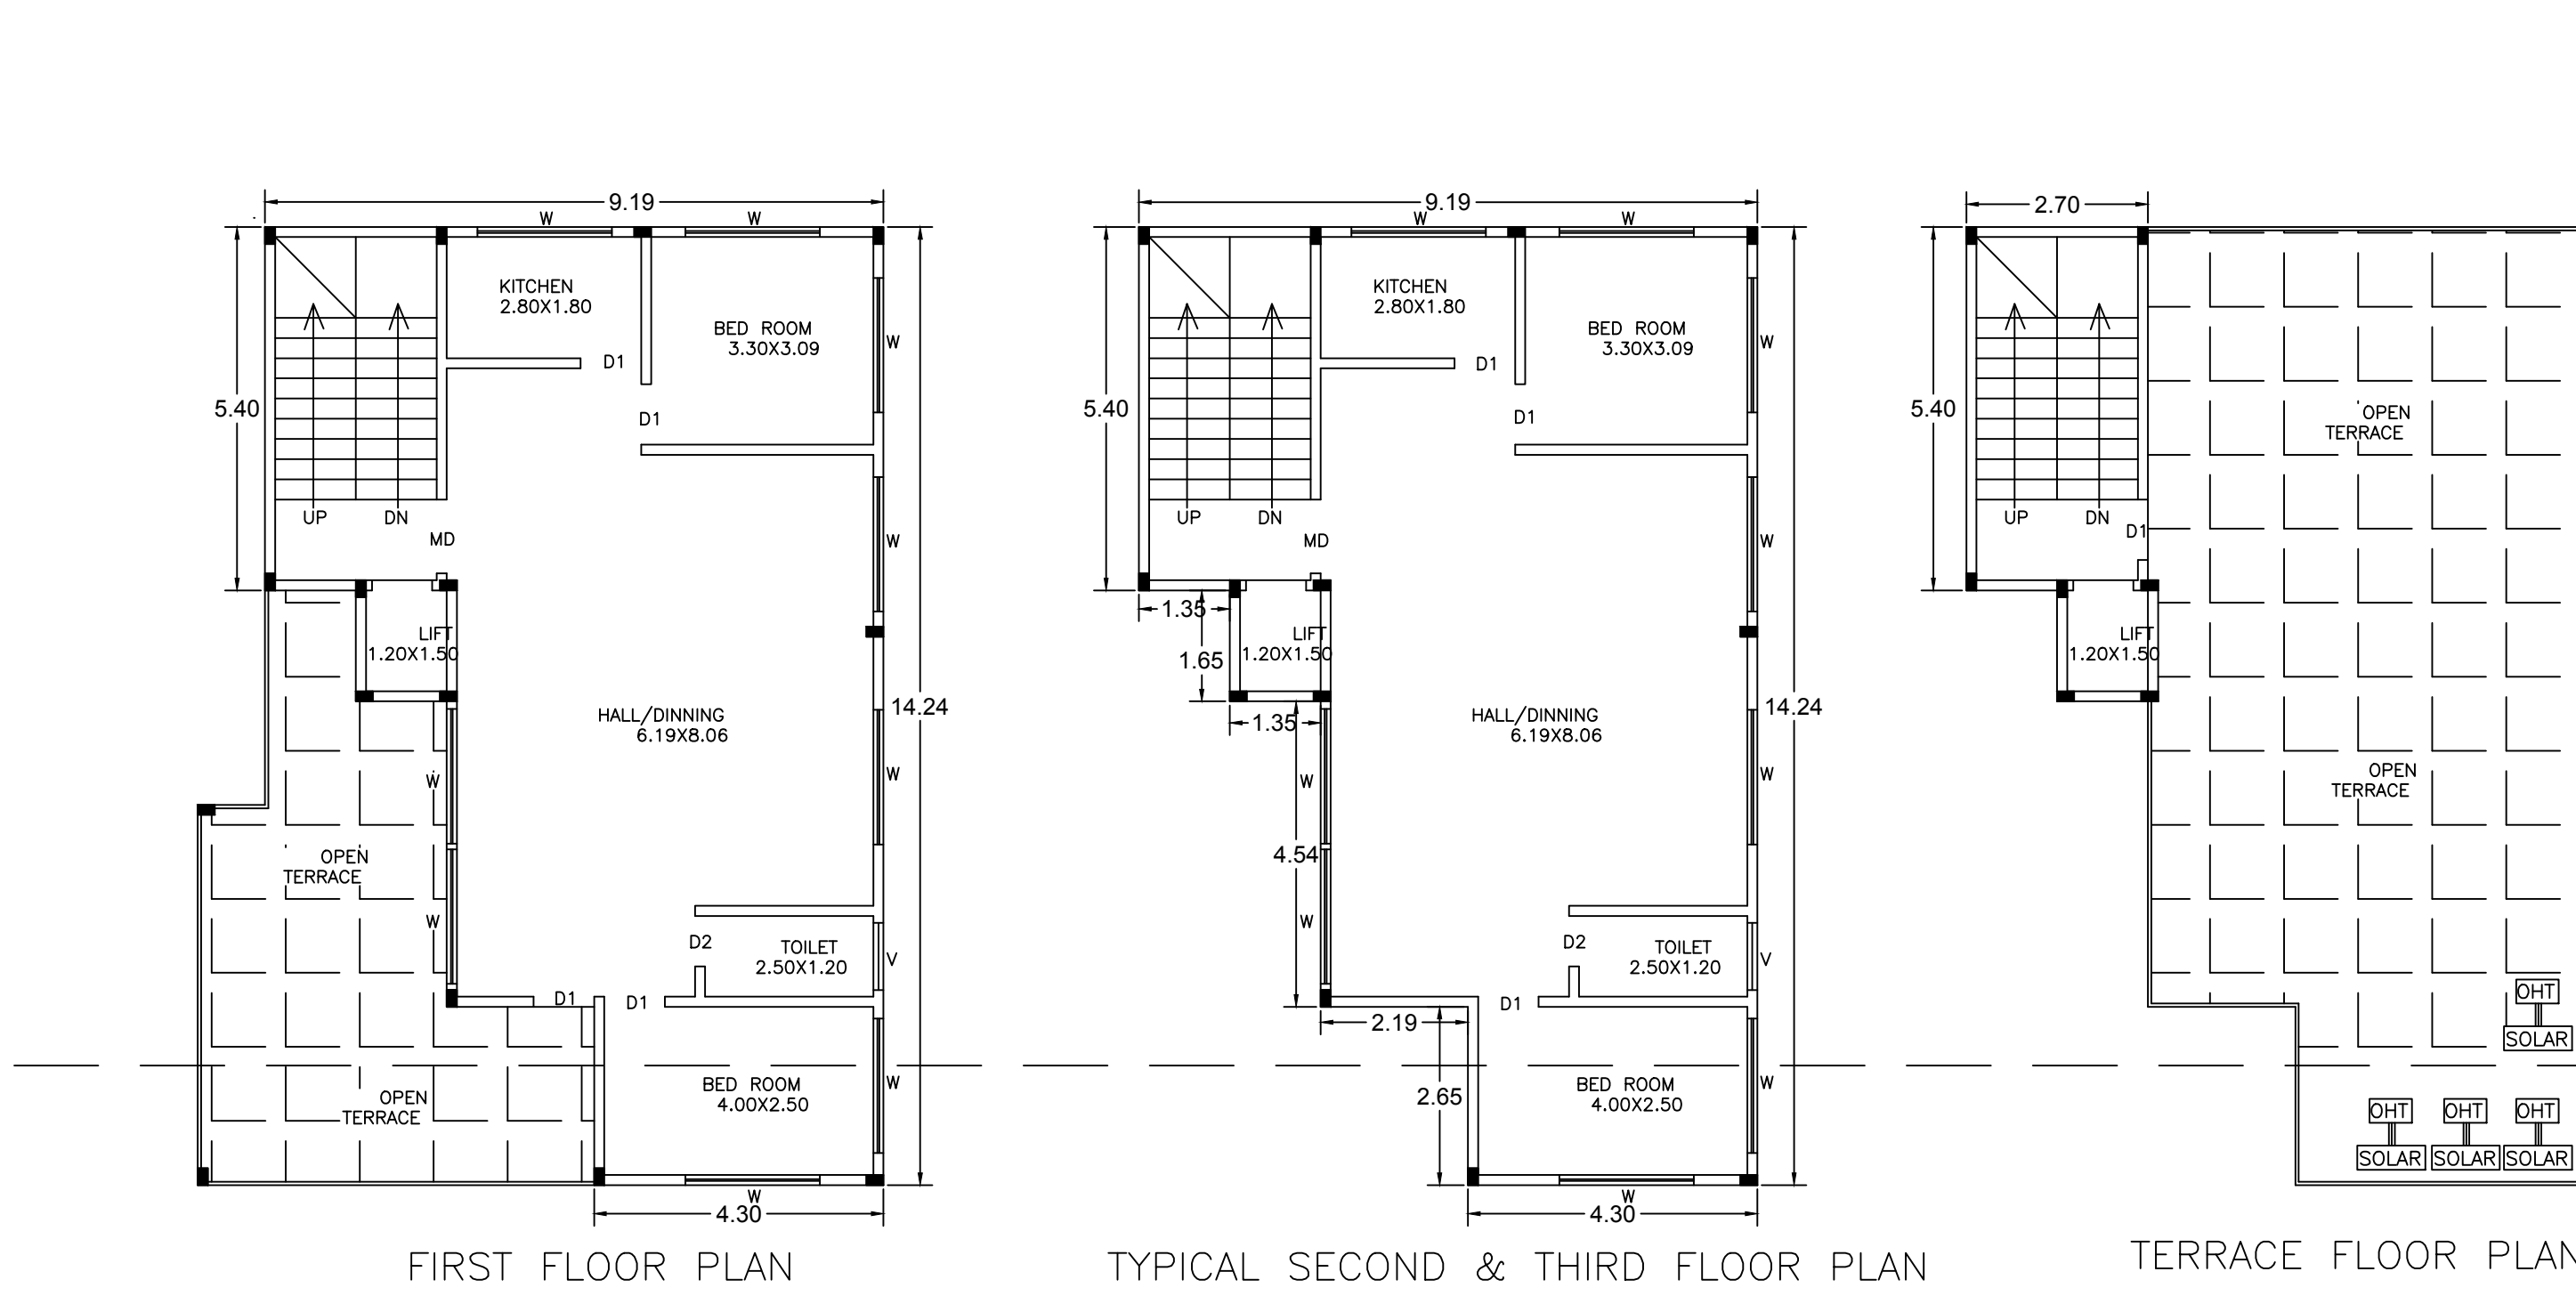 9.19
W
W
KITCHEN
2.80X1.80
BED ROOM
3.30X3.09
W
D1
5.40
D1
UP
DN
MD
W
LIFT
1.20X1.50
14.24
HALL/DINNING
6.19X8.06
W
W
OPEN
TERRACE
W
D2
TOILET
2.50X1.20
V
D1
D1
BED ROOM
4.00X2.50
W
OPEN
TERRACE
W
4.30
FIRST FLOOR PLAN
9.19
W
W
KITCHEN
2.80X1.80
BED ROOM
3.30X3.09
W
D1
5.40
D1
UP
DN
MD
W
1.35
LIFT
1.20X1.50
1.65
14.24
HALL/DINNING
6.19X8.06
1.35
W
W
4.54
W
D2
TOILET
2.50X1.20
V
D1
2.19
BED ROOM
4.00X2.50
W
2.65
W
4.30
TYPICAL SECOND & THIRD FLOOR PLAN
2.70
5.40
OPEN
TERRACE
UP
DN
D1
LIFT
1.20X1.50
OPEN
TERRACE
OHT
SOLAR
OHT
OHT
OHT
SOLAR
SOLAR
SOLAR
TERRACE FLOOR PLAN